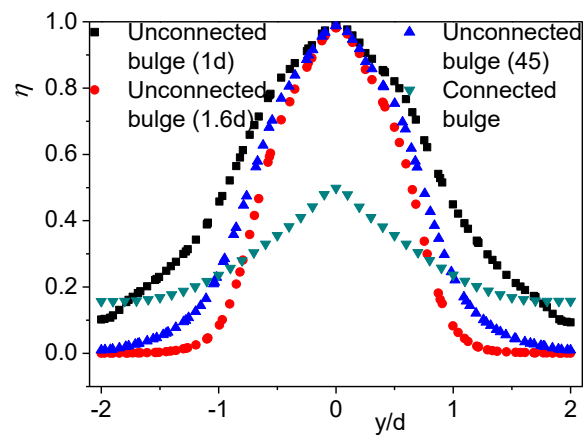 1.0
0.8
0.6
0.4
0.2
0.0
η
Unconnected
bulge (1d)
Unconnected
bulge (1.6d)
Unconnected
bulge (45)
Connected
bulge
-2
-1
0
1
2
y/d